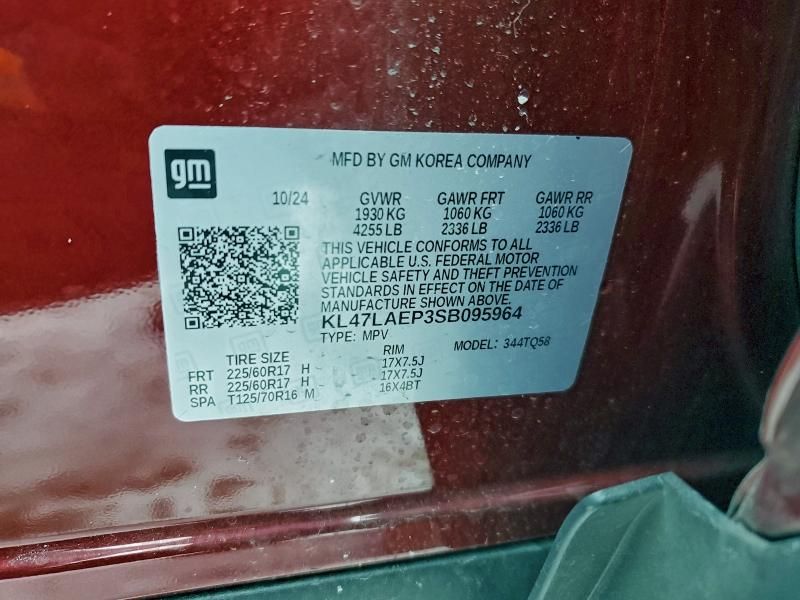 gm
MFD BY GM KOREA COMPANY
10/24 GVWR GAWR FRT GAWR RR
1930 KG 1060 KG 1060 KG
4255 LB 2336 LB 2336 LB
THIS VEHICLE CONFORMS TO ALL
APPLICABLE U.S. FEDERAL MOTOR
VEHICLE SAFETY AND THEFT PREVENTION
STANDARDS IN EFFECT ON THE DATE OF
MANUFACTURE SHOWN ABOVE.
KL47LAEP3SB095964
TYPE: MPV MODEL: 344TQ58
TIRE SIZE RIM
FRT 225/60R17 H 17X7.5J
RR 225/60R17 H 17X7.5J
SPA T125/70R16 M 16X4BT